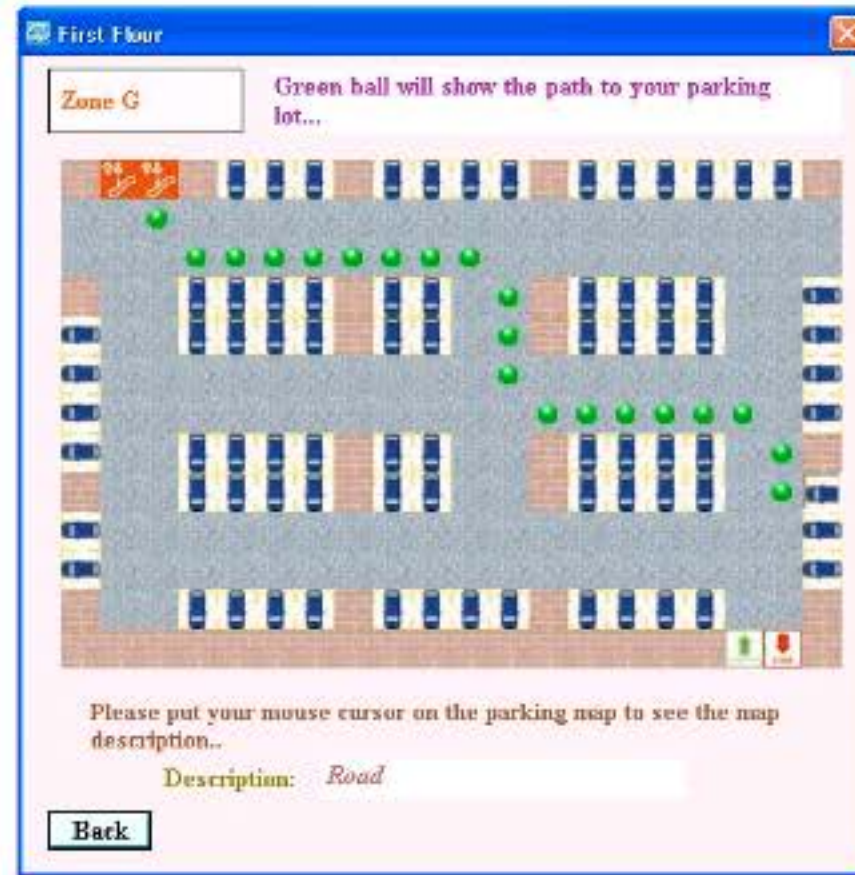 First Flour
Zone G
Green ball will show the path to your parking
lot...
Please put your mouse cursor on the parking map to see the map
description..
Description: Road
Back